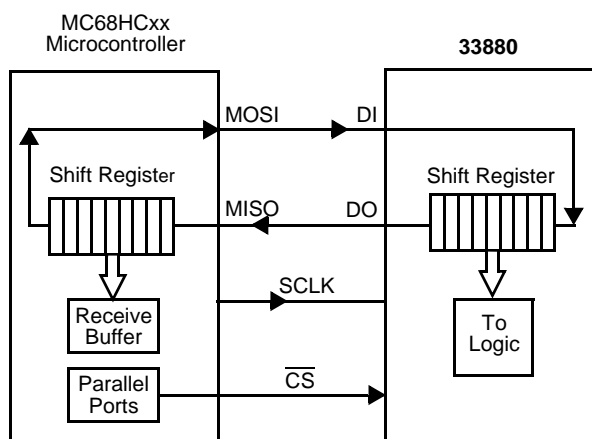 MC68HCxx
Microcontroller
33880
MOSI
DI
Shift Register
Shift Register
MISO
DO
SCLK
Receive
Buffer
To
Logic
Parallel
Ports
CS